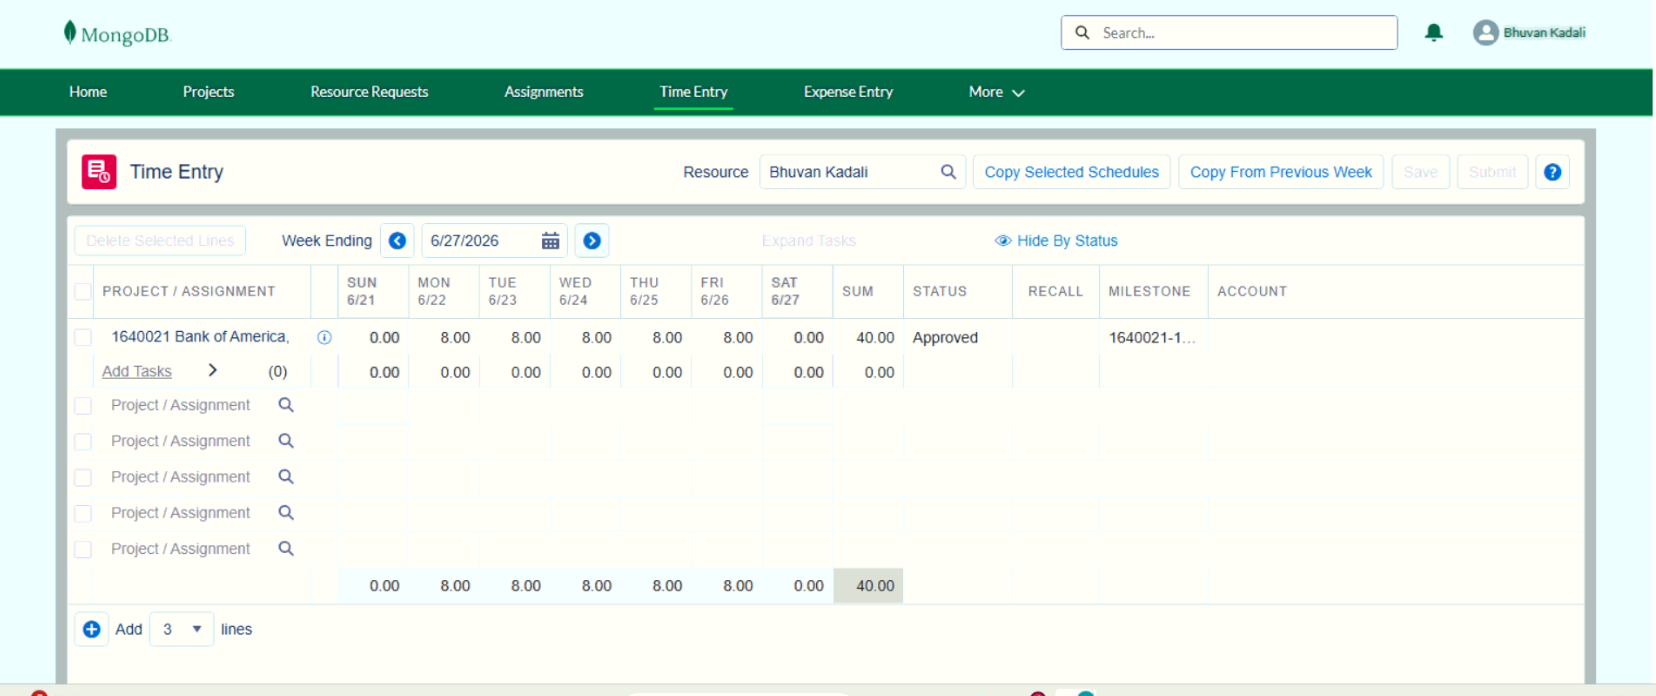 MongoDB.
Search...
Bhuvan Kadali
Home Projects Resource Requests Assignments Time Entry Expense Entry More
Time Entry Resource Bhuvan Kadali Copy Selected Schedules Copy From Previous Week Save Submit ?
Delete Selected Lines Week Ending 6/27/2026 Expand Tasks Hide By Status
PROJECT / ASSIGNMENT SUN 6/21 MON 6/22 TUE 6/23 WED 6/24 THU 6/25 FRI 6/26 SAT 6/27 SUM STATUS RECALL MILESTONE ACCOUNT
1640021 Bank of America, 0.00 8.00 8.00 8.00 8.00 8.00 0.00 40.00 Approved 1640021-1...
Add Tasks (0) 0.00 0.00 0.00 0.00 0.00 0.00 0.00 0.00
Project / Assignment
Project / Assignment
Project / Assignment
Project / Assignment
Project / Assignment
0.00 8.00 8.00 8.00 8.00 8.00 0.00 40.00
Add 3 lines